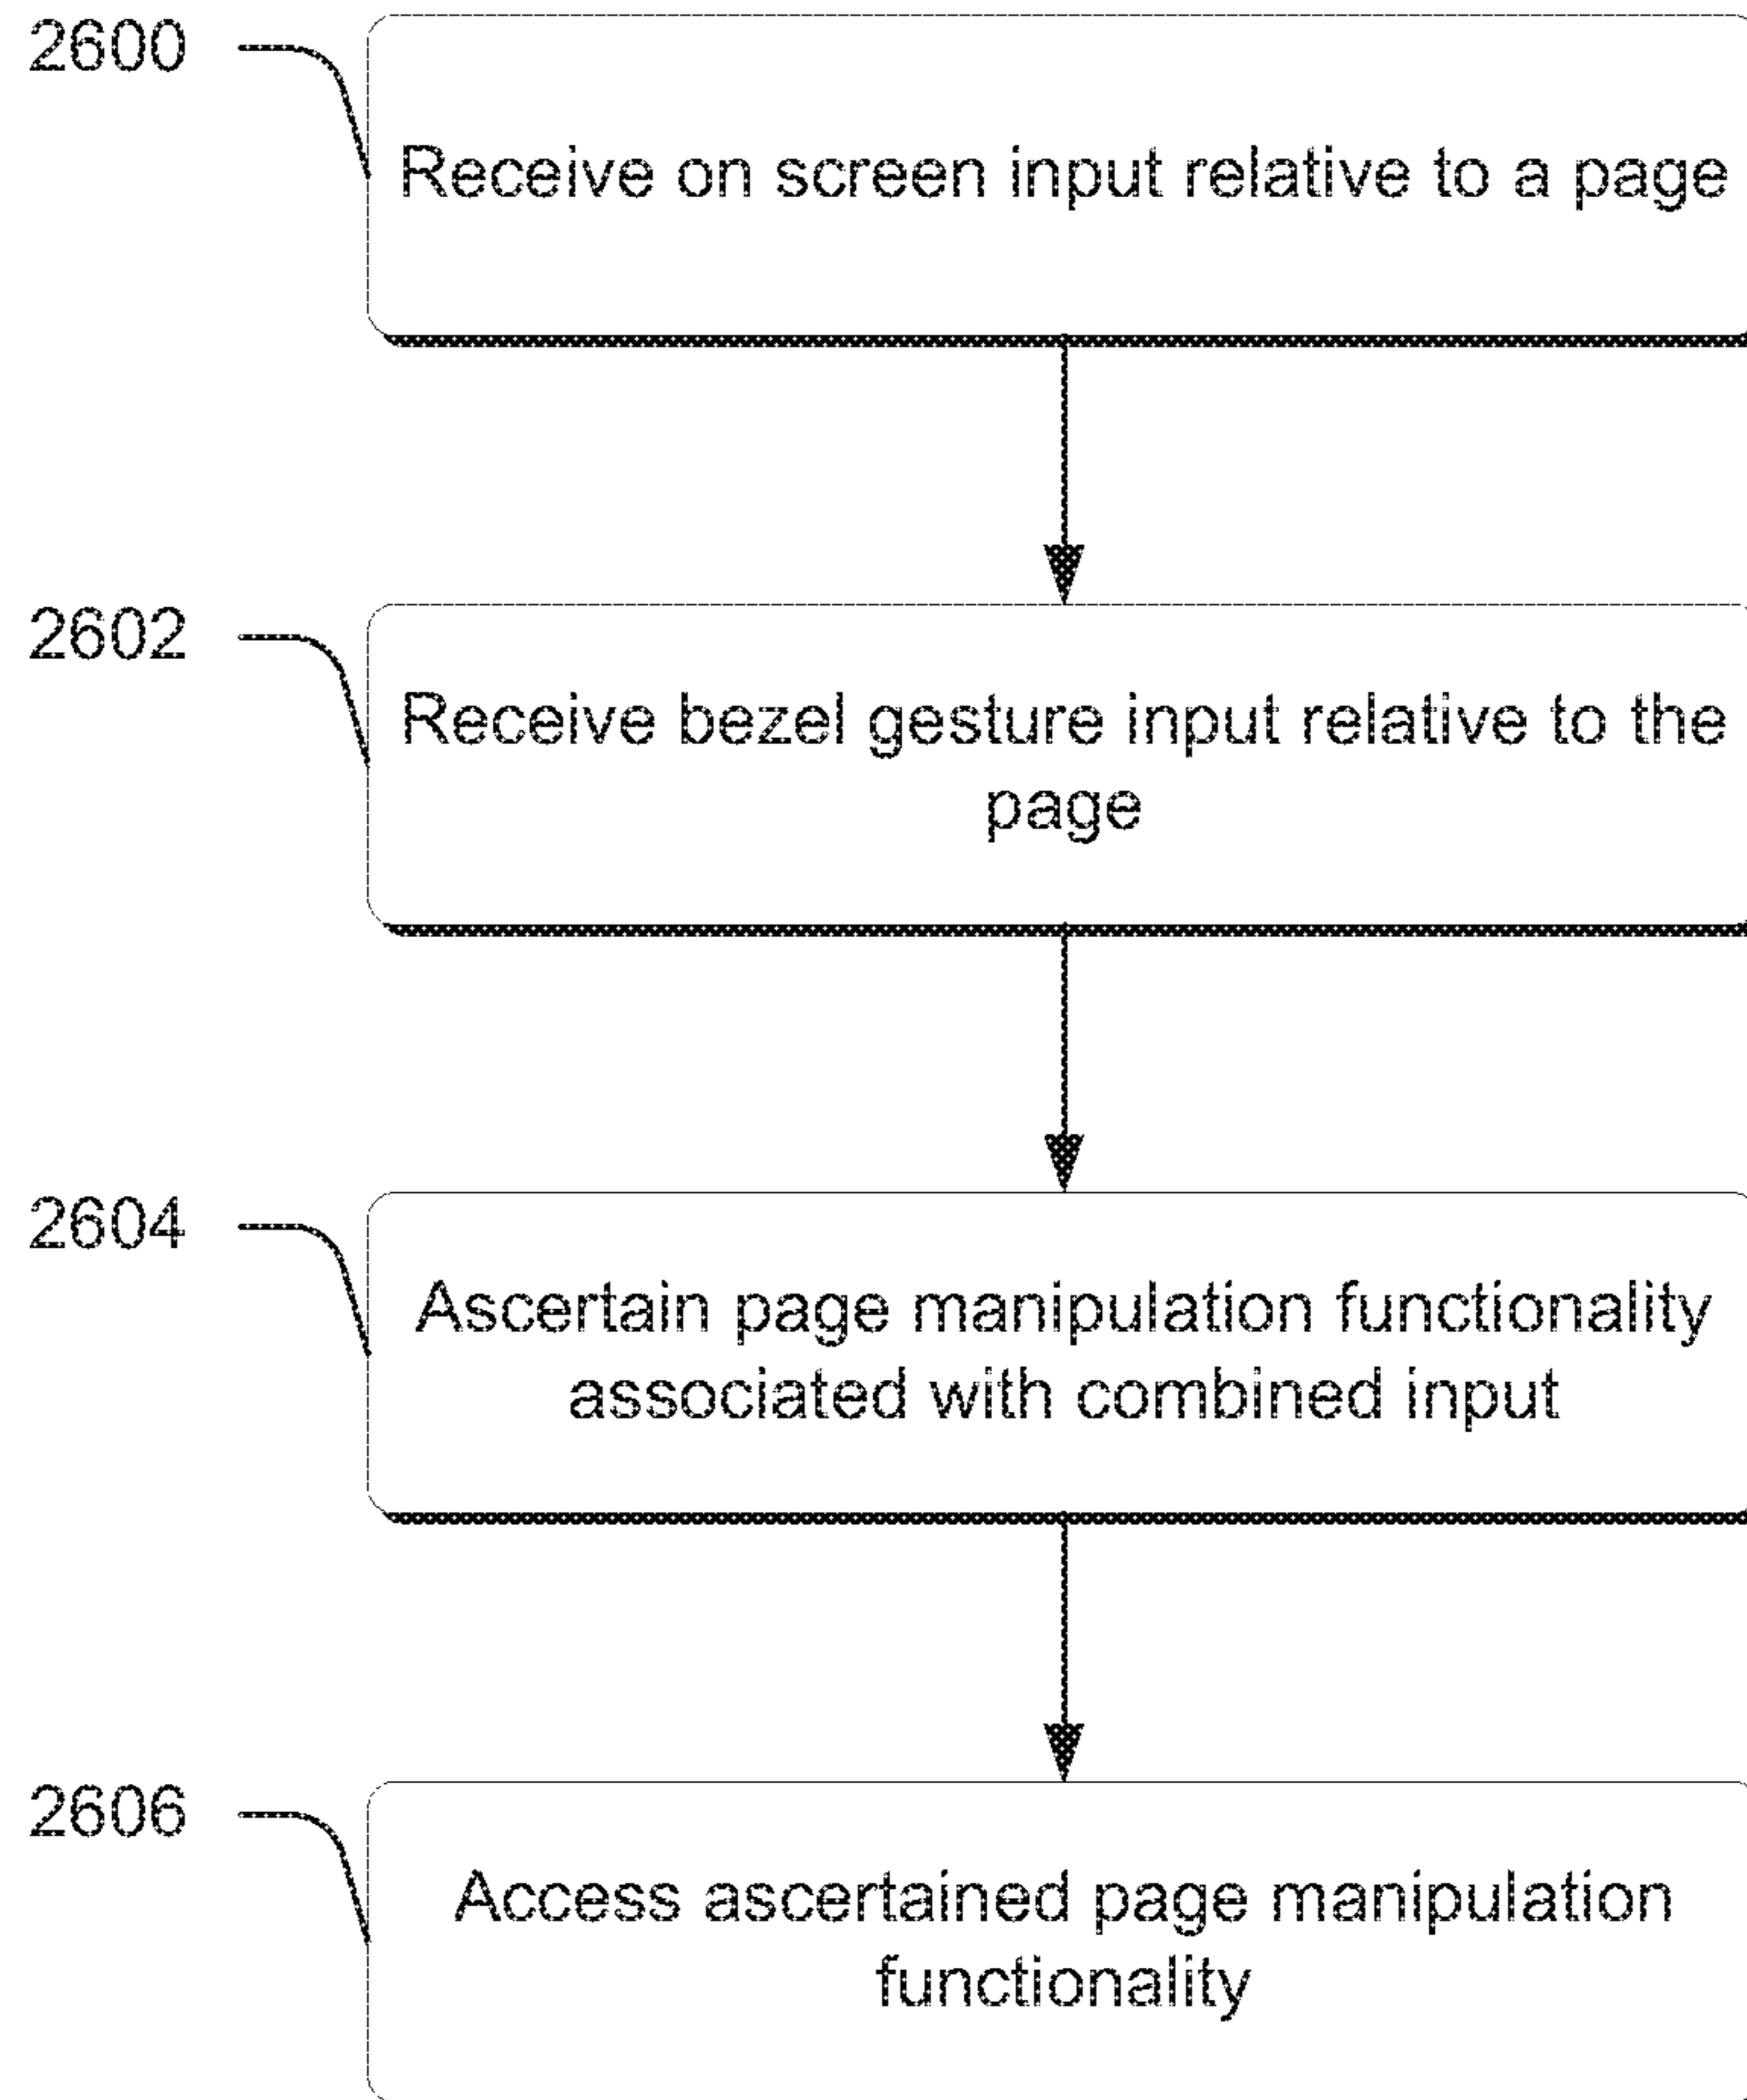 2600
Receive on screen input relative to a page
2602
Receive bezel gesture input relative to the
page
2604
Ascertain page manipulation functionality
associated with combined input
2606
Access ascertained page manipulation
functionality